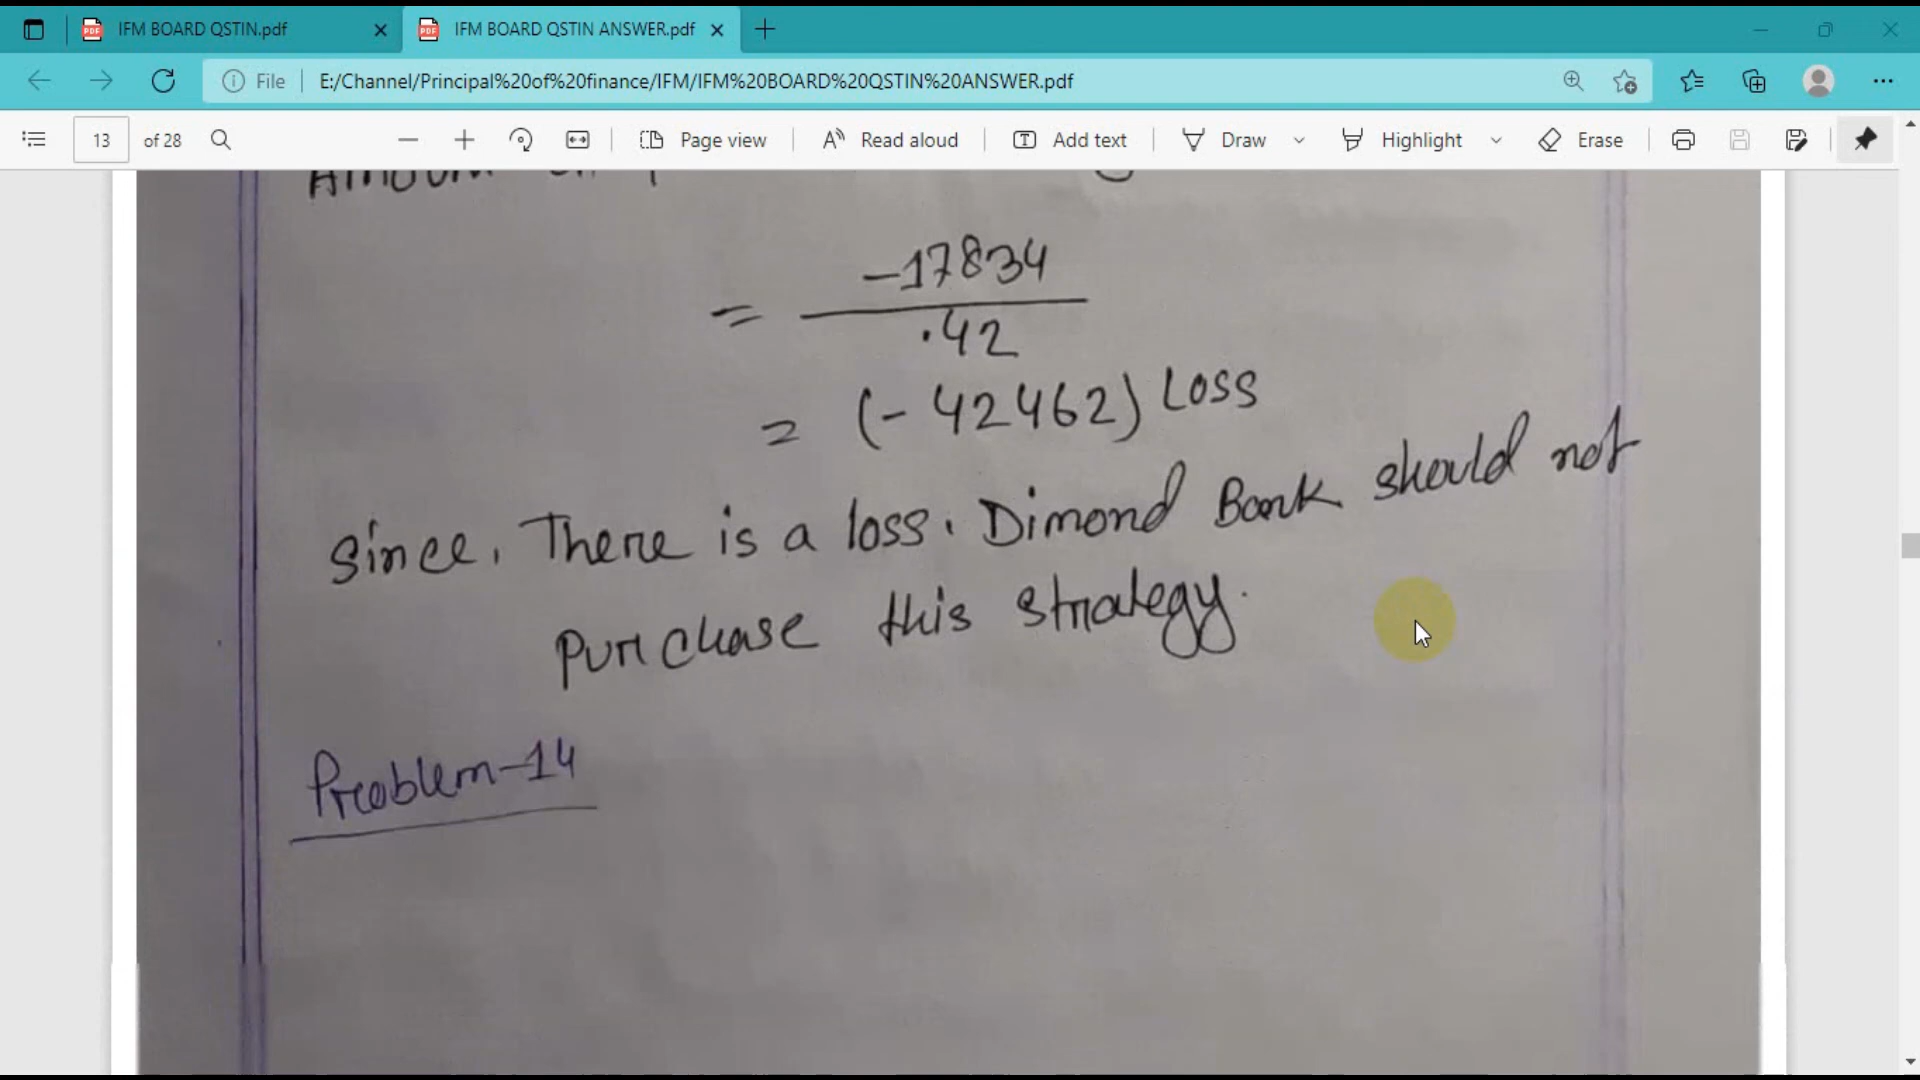 IFM BOARD QSTIN.pdf
IFM BOARD QSTIN ANSWER.pdf
File
E:/Channel/Principal%20of%20finance/IFM/IFM%20BOARD%20QSTIN%20ANSWER.pdf
13 of 28
Page view
Read aloud
Add text
Draw
Highlight
Erase
Amount
= -17834 / .42
= (- 42462) Loss
Since, There is a loss. Dimond Bank should not
purchase this strategy.
Problem-14